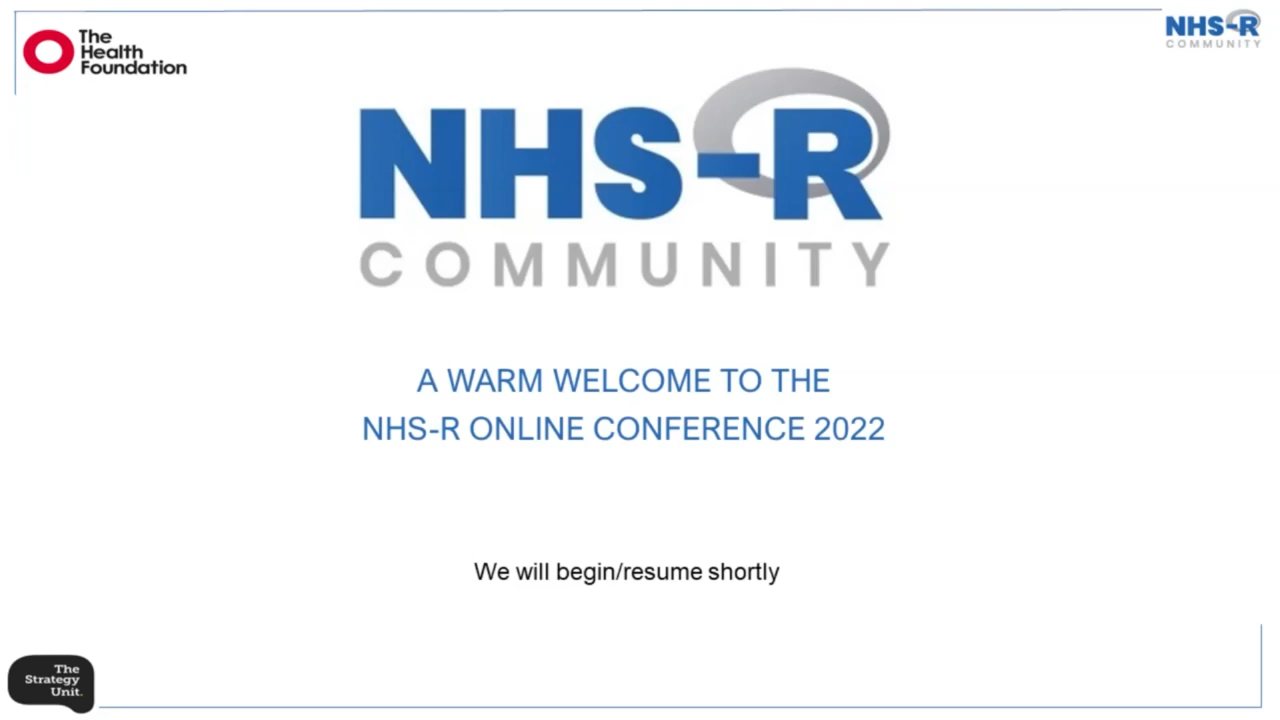 The
Health
Foundation
NHS-R
COMMUNITY
NHS-R
COMMUNITY
A WARM WELCOME TO THE
NHS-R ONLINE CONFERENCE 2022
We will begin/resume shortly
The
Strategy
Unit.